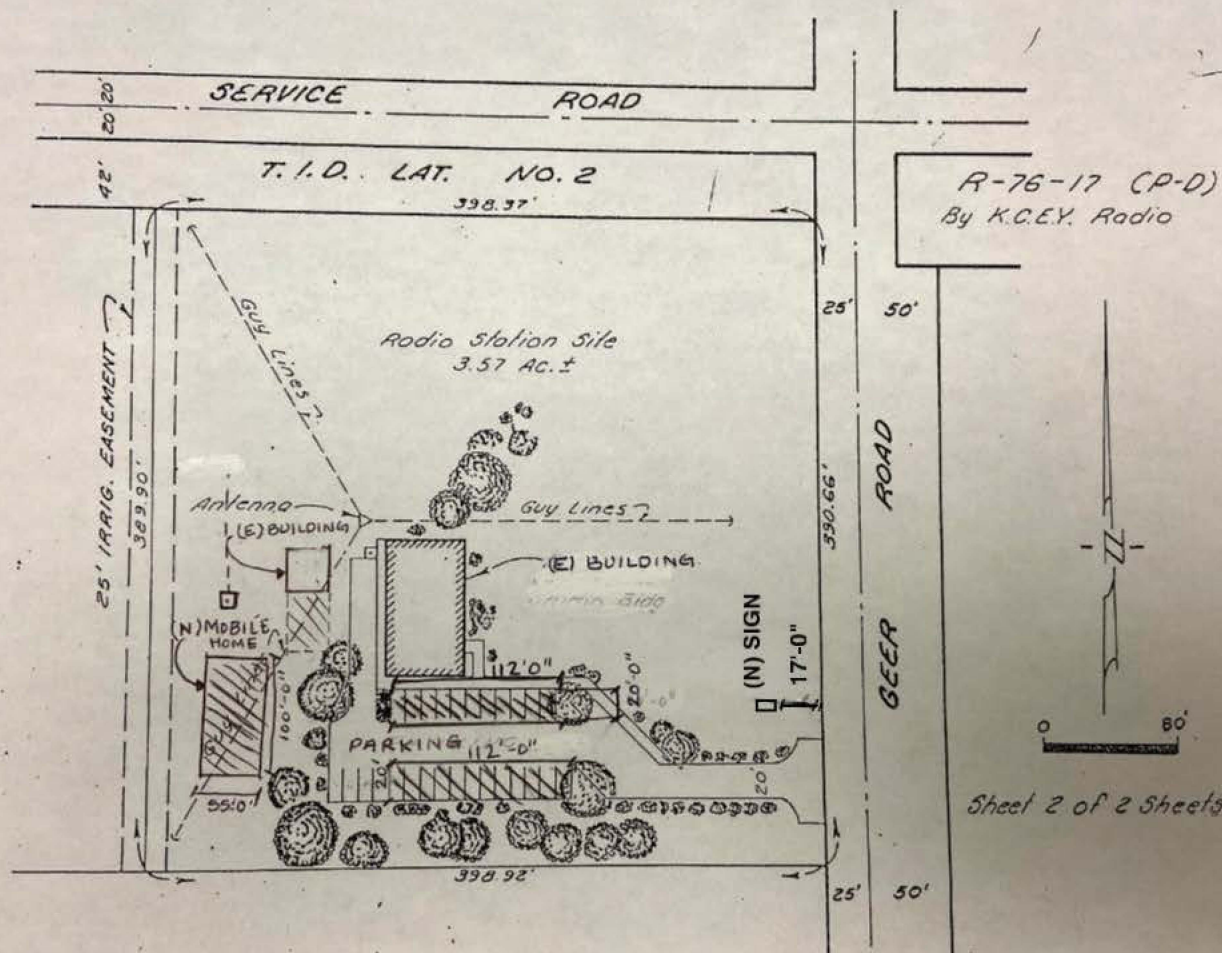 SERVICE ROAD
20' 20'
42'
T.I.D. LAT. NO. 2
398.37'
R-76-17 (P-D)
By K.C.E.Y. Radio
25' 50'
Guy Lines
Radio Station Site
3.57 AC. ±
25' IRRIG. EASEMENT
389.90'
390.66'
GEER ROAD
Antenna
Guy Lines
(E) BUILDING
(E) BUILDING
Bldg
(N) MOBILE
HOME
(N) SIGN
17'-0"
112'0"
20'-0"
100'-0"
Guy
PARKING 112'-0"
20'
20'
55'0"
0 80'
Sheet 2 of 2 Sheets
398.92'
25' 50'
N